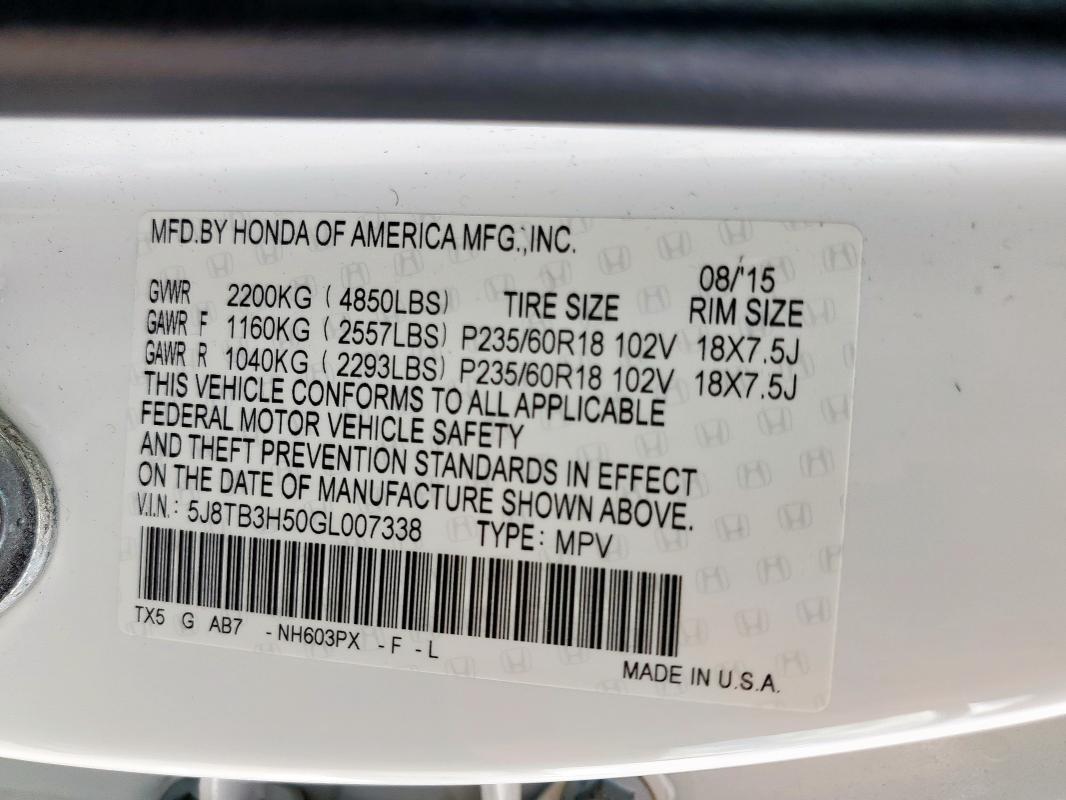 MFD.BY HONDA OF AMERICA MFG.,INC.
08/'15
GVWR 2200KG ( 4850LBS) TIRE SIZE RIM SIZE
GAWR F 1160KG ( 2557LBS) P235/60R18 102V 18X7.5J
GAWR R 1040KG ( 2293LBS) P235/60R18 102V 18X7.5J
THIS VEHICLE CONFORMS TO ALL APPLICABLE
FEDERAL MOTOR VEHICLE SAFETY
AND THEFT PREVENTION STANDARDS IN EFFECT
ON THE DATE OF MANUFACTURE SHOWN ABOVE.
V.I.N.: 5J8TB3H50GL007338 TYPE: MPV
TX5 G AB7 -NH603PX -F -L
MADE IN U.S.A.